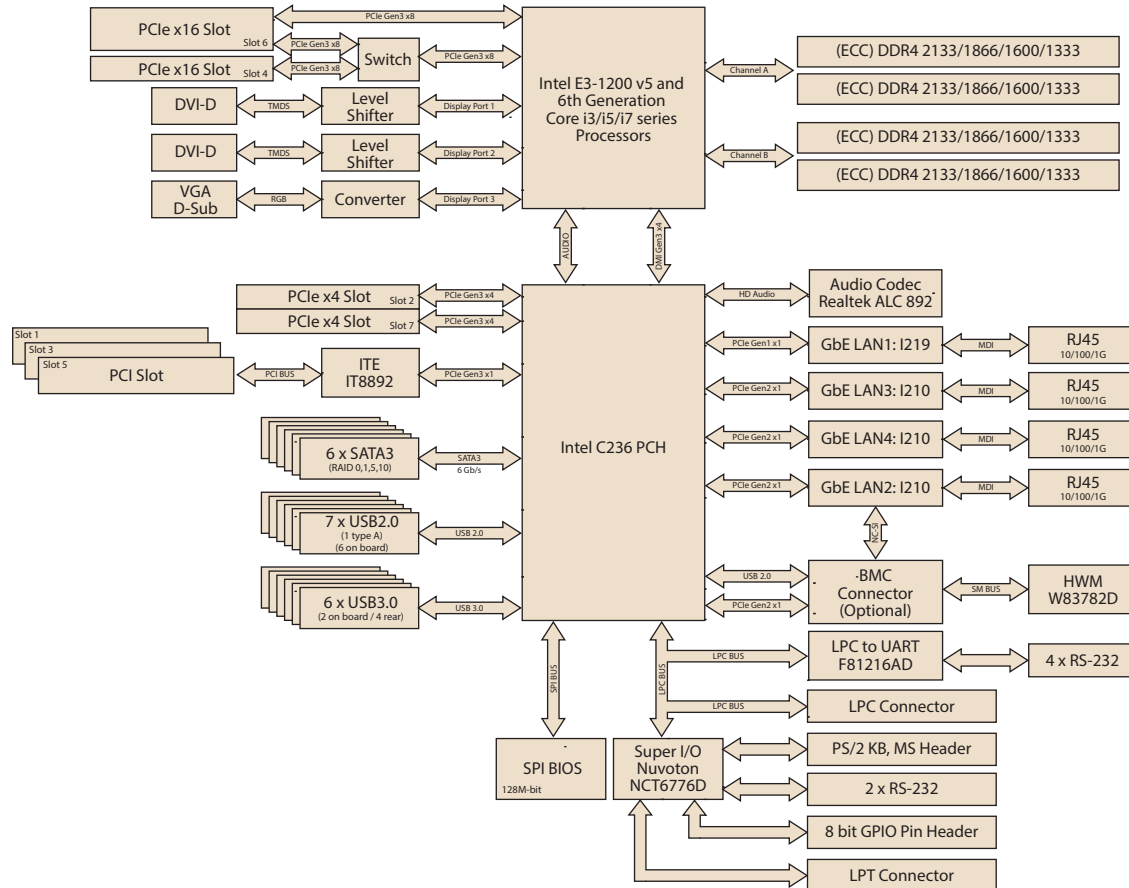 PCIe x16 Slot
Slot 6
PCIe Gen3 x8
PCIe Gen3 x8
PCIe x16 Slot
Slot 4
PCIe Gen3 x8
Switch
PCIe Gen3 x8
DVI-D
TMDS
Level
Shifter
Display Port 1
DVI-D
TMDS
Level
Shifter
Display Port 2
VGA
D-Sub
RGB
Converter
Display Port 3
Intel E3-1200 v5 and
6th Generation
Core i3/i5/i7 series
Processors
Channel A
(ECC) DDR4 2133/1866/1600/1333
(ECC) DDR4 2133/1866/1600/1333
Channel B
(ECC) DDR4 2133/1866/1600/1333
(ECC) DDR4 2133/1866/1600/1333
AUDIO
DMI Gen3 x4
PCIe x4 Slot
Slot 2
PCIe Gen3 x4
PCIe x4 Slot
Slot 7
PCIe Gen3 x4
Slot 1
Slot 3
Slot 5
PCI Slot
PCI BUS
ITE
IT8892
PCIe Gen3 x1
6 x SATA3
(RAID 0,1,5,10)
SATA3
6 Gb/s
7 x USB2.0
(1 type A)
(6 on board)
USB 2.0
6 x USB3.0
(2 on board / 4 rear)
USB 3.0
Intel C236 PCH
HD Audio
Audio Codec
Realtek ALC 892
PCIe Gen1 x1
GbE LAN1: I219
MDI
RJ45
10/100/1G
PCIe Gen2 x1
GbE LAN3: I210
MDI
RJ45
10/100/1G
PCIe Gen2 x1
GbE LAN4: I210
MDI
RJ45
10/100/1G
PCIe Gen2 x1
GbE LAN2: I210
MDI
RJ45
10/100/1G
NC-SI
USB 2.0
PCIe Gen2 x1
BMC
Connector
(Optional)
SM BUS
HWM
W83782D
LPC BUS
LPC to UART
F81216AD
4 x RS-232
LPC BUS
LPC Connector
SPI BUS
LPC BUS
SPI BIOS
128M-bit
Super I/O
Nuvoton
NCT6776D
PS/2 KB, MS Header
2 x RS-232
8 bit GPIO Pin Header
LPT Connector